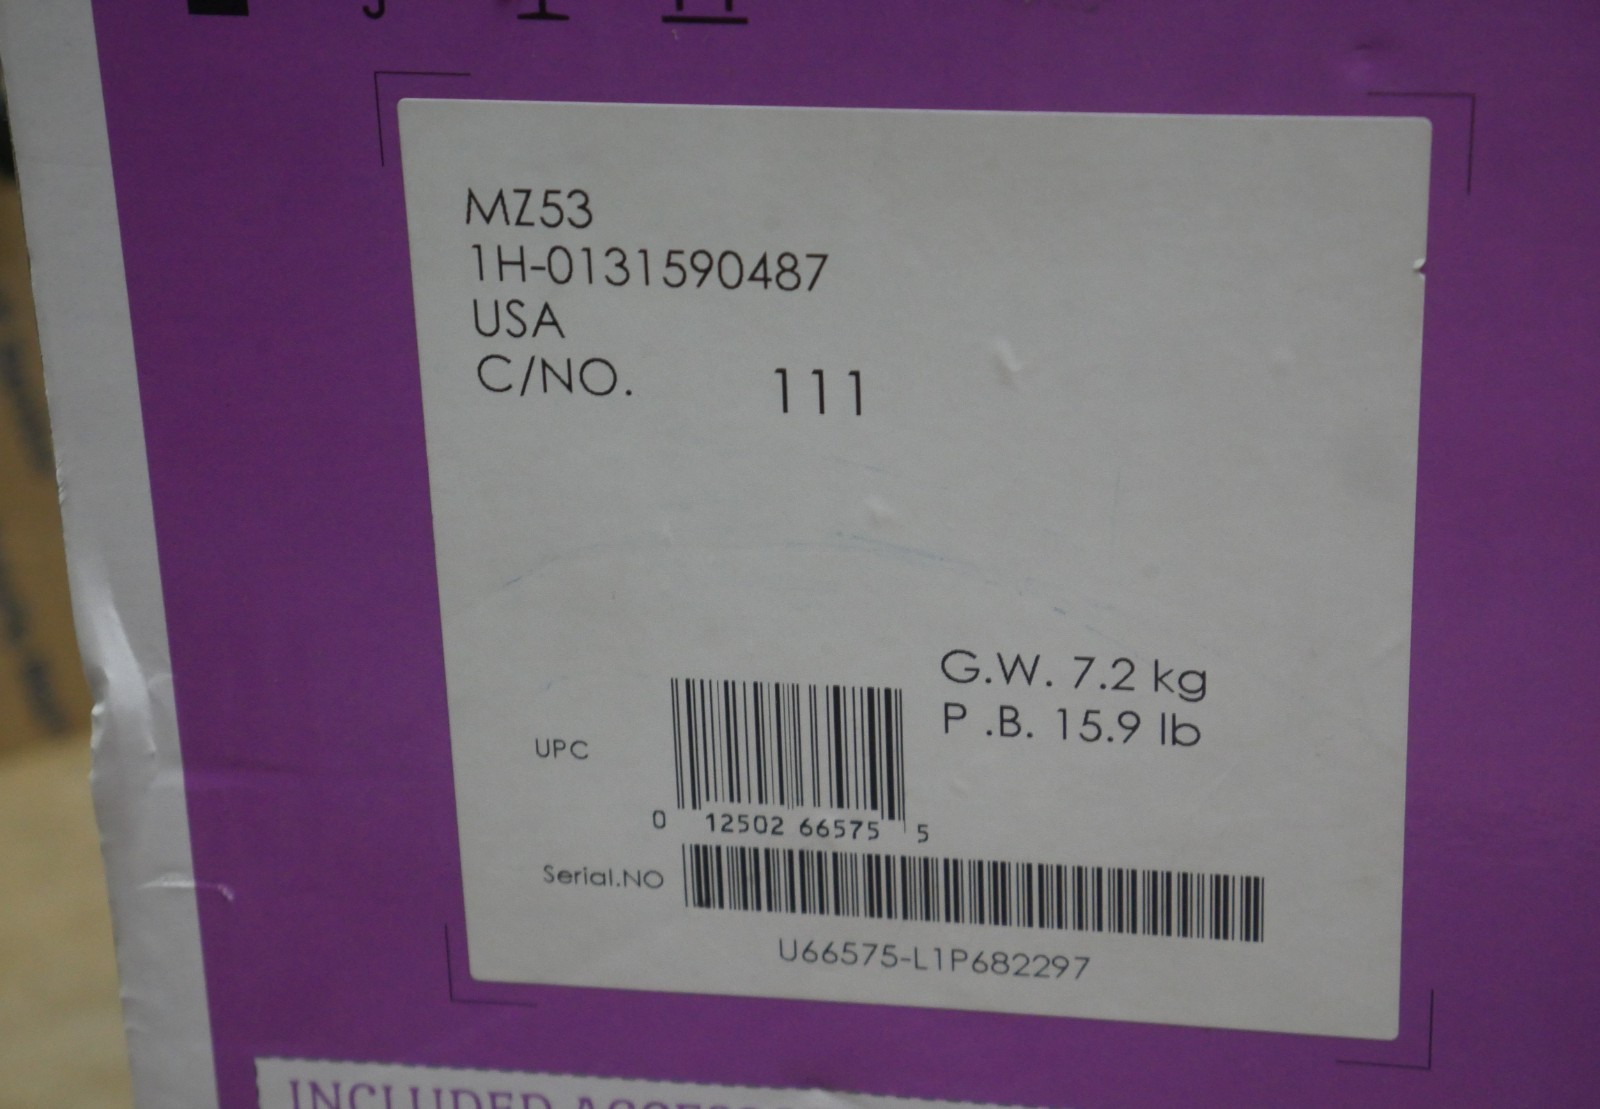 MZ53
1H-0131590487
USA
C/NO. 111
G.W. 7.2 kg
P .B. 15.9 lb
UPC
0 12502 66575 5
Serial.NO
U66575-L1P682297
INCLUDED